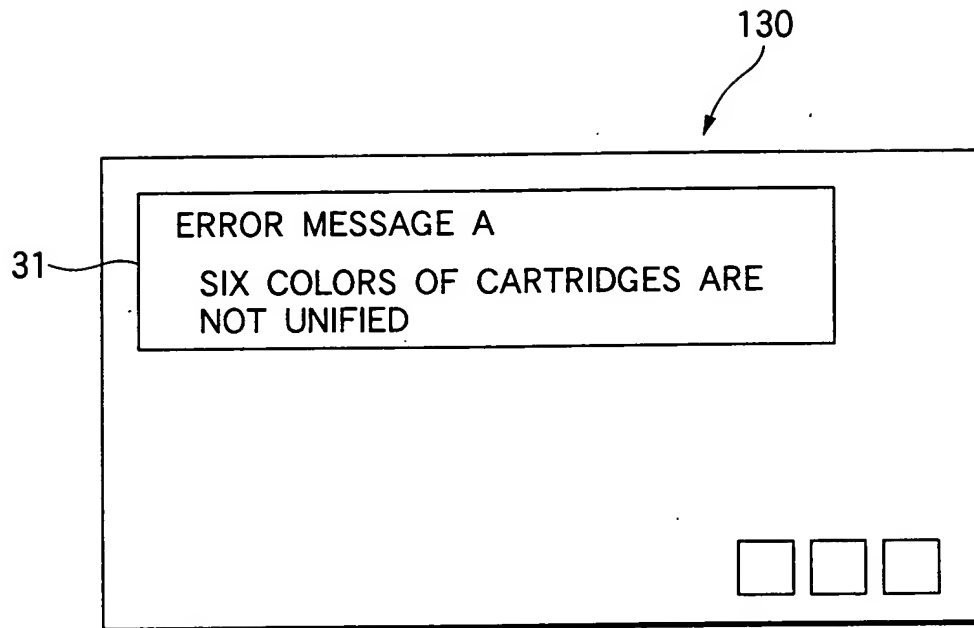 130
ERROR MESSAGE A
31
SIX COLORS OF CARTRIDGES ARE
NOT UNIFIED